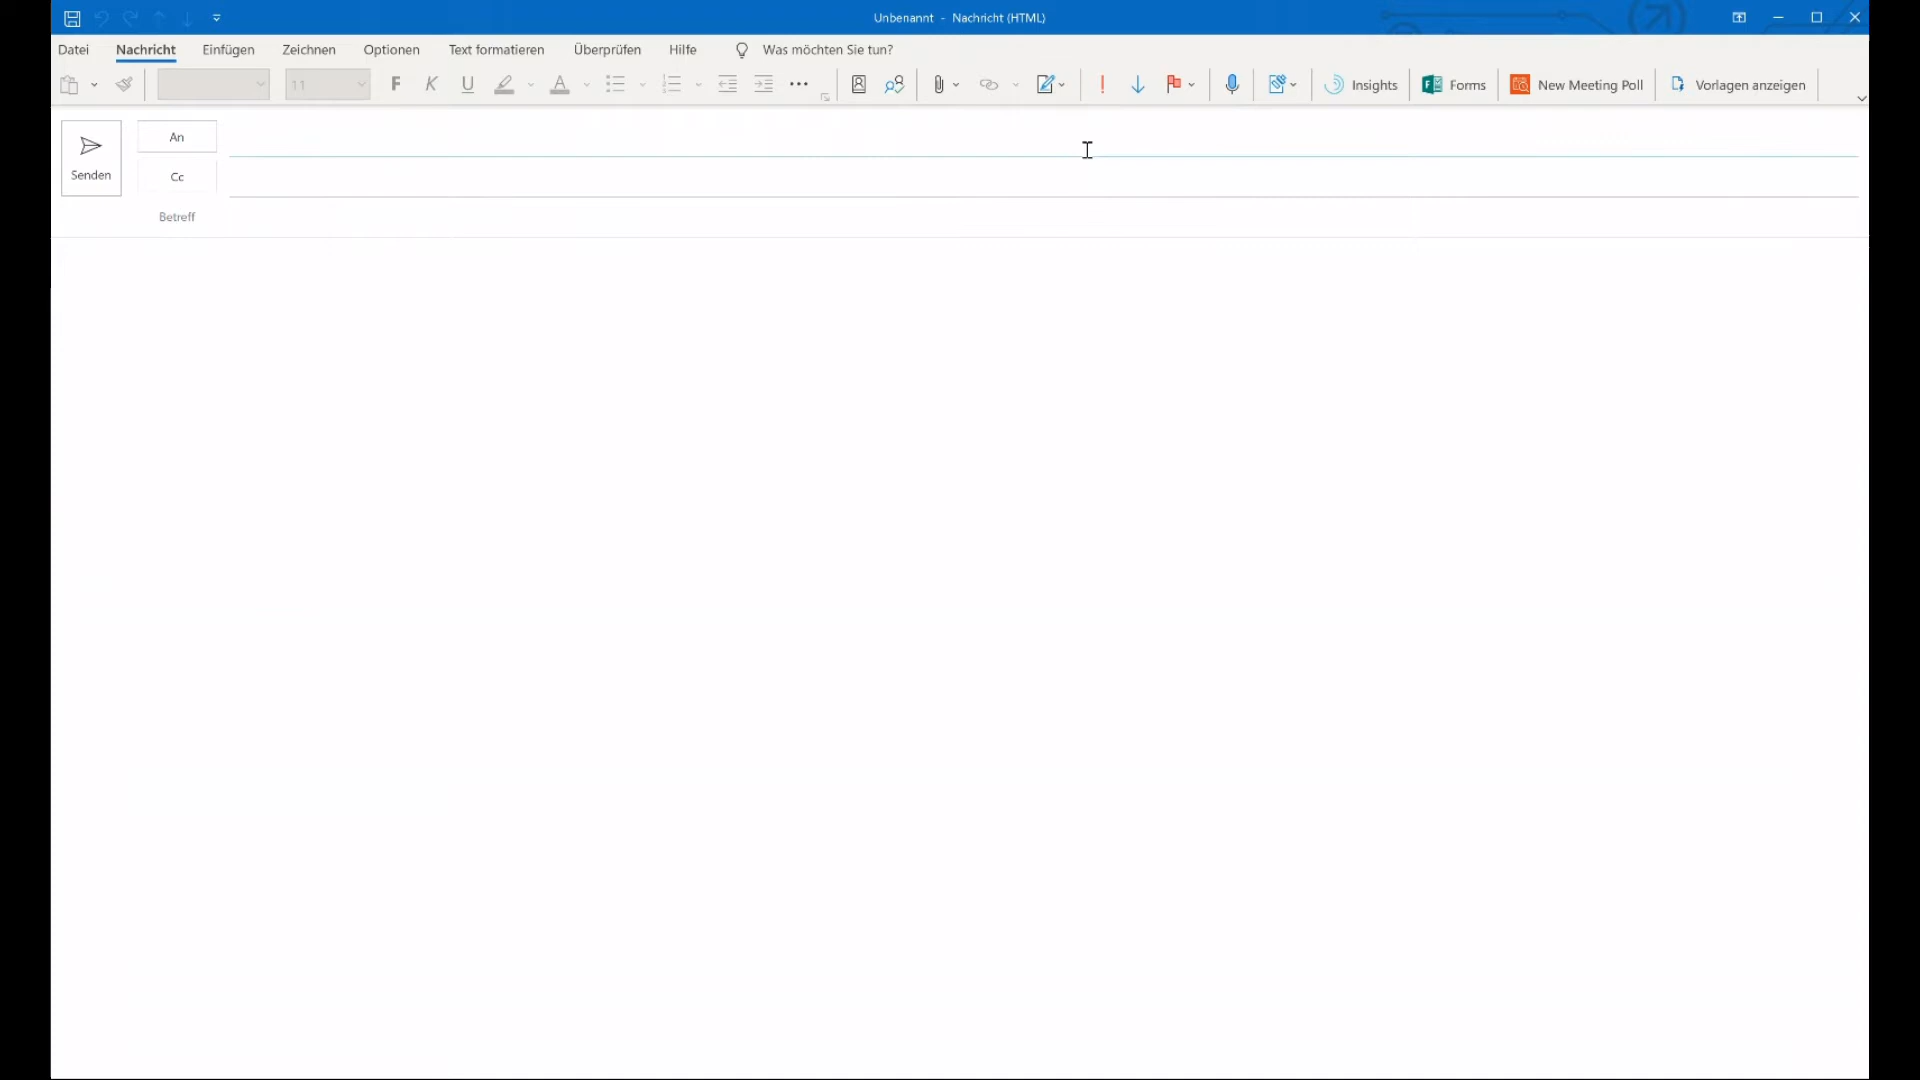 Unbenannt - Nachricht (HTML)
Datei Nachricht Einfügen Zeichnen Optionen Text formatieren Überprüfen Hilfe Was möchten Sie tun?
11 F K U A Insights Forms New Meeting Poll Vorlagen anzeigen
An
Senden
Cc
Betreff